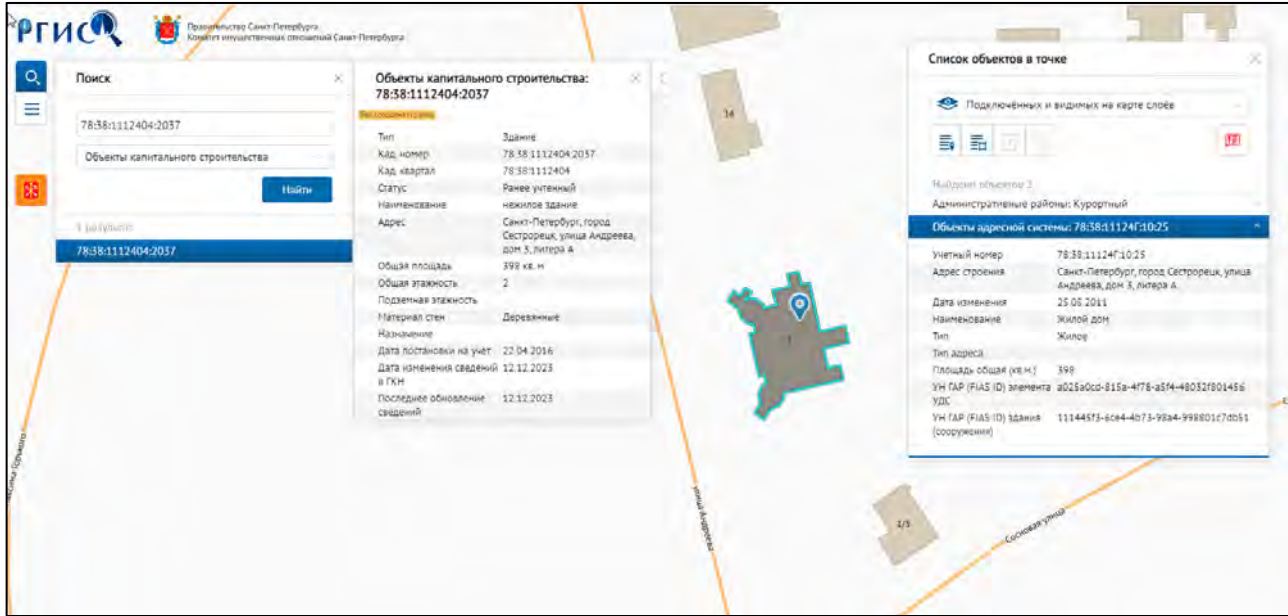 РГИС
Правительство Санкт-Петербурга
Комитет имущественных отношений Санкт-Петербурга
Поиск
78:38:1112404:2037
Объекты капитального строительства
Найти
1 результат
78:38:1112404:2037
Объекты капитального строительства:
78:38:1112404:2037
Тип Здание
Кад. номер 78:38:1112404:2037
Кад. квартал 78:38:1112404
Статус Ранее учтенный
Наименование нежилое здание
Адрес Санкт-Петербург, город
Сестрорецк, улица Андреева,
дом 3, литера А
Общая площадь 398 кв. м
Общая этажность 2
Подземная этажность
Материал стен Деревянные
Назначение
Дата постановки на учет 22.04.2016
Дата изменения сведений 12.12.2023
в ГКН
Последнее обновление 12.12.2023
сведений
Список объектов в точке
Подключённых и видимых на карте слоёв
Найдено объектов 2
Административные районы: Курортный
Объекты адресной системы: 78:38:11124Г:10:25
Учетный номер 78:38:11124Г:10:25
Адрес строения Санкт-Петербург, город Сестрорецк, улица
Андреева, дом 3, литера А
Дата изменения 25.05.2011
Наименование Жилой дом
Тип Жилое
Тип адреса
Площадь общая (кв.м.) 398
УН ГАР (FIAS ID) элемента a025a0cd-815a-4f78-a5f4-48032f801456
УДС
УН ГАР (FIAS ID) здания 111445f3-6ce4-4b73-98a4-998801c7db51
(сооружения)
14
3
2/5
улица Андреева
Сосновая улица
Горького